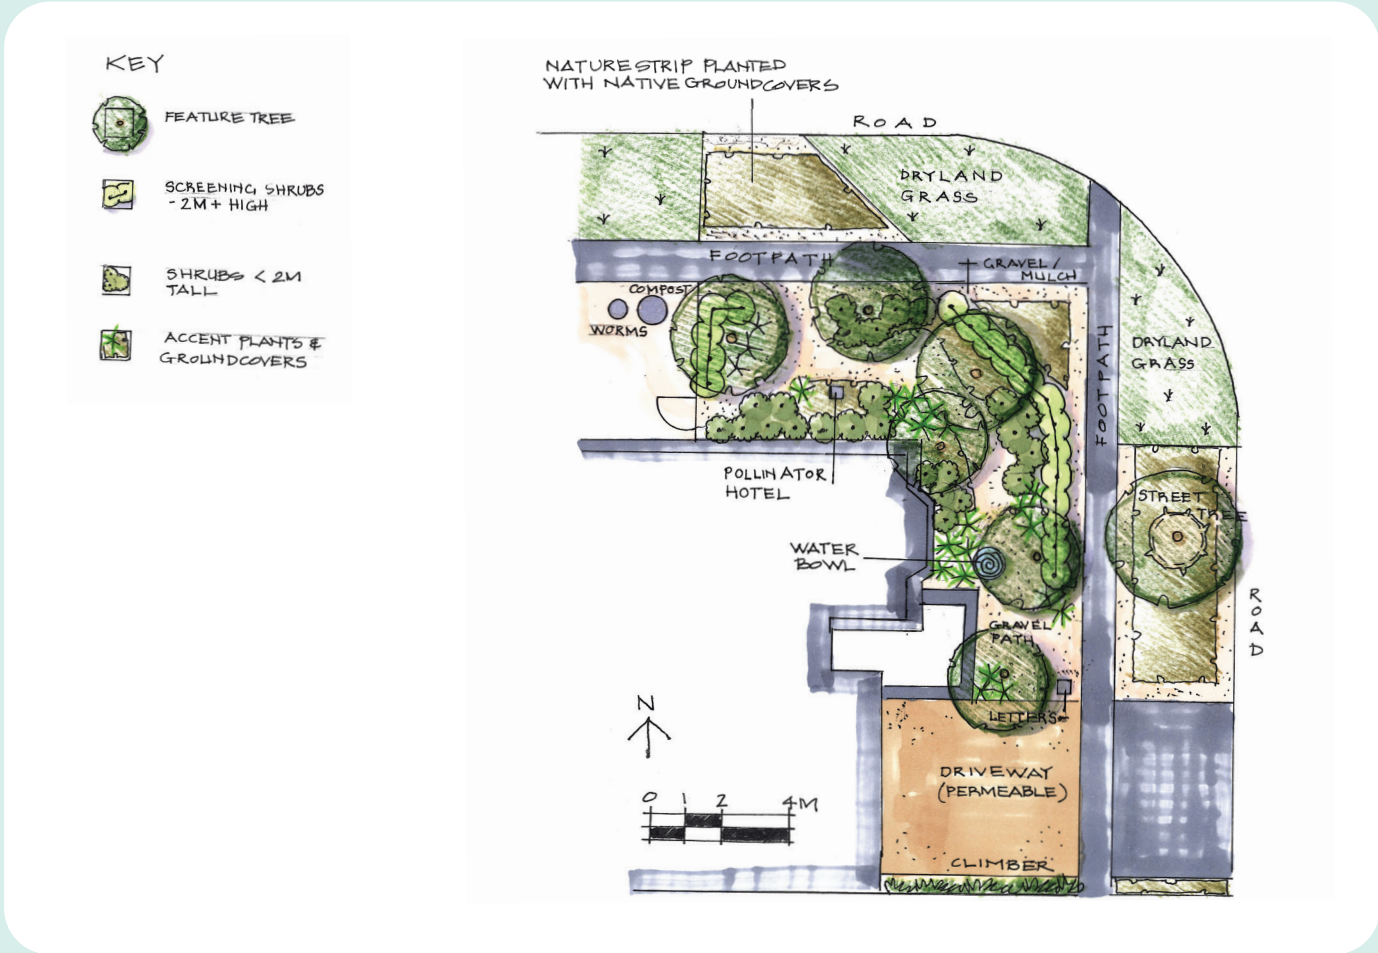 KEY
FEATURE TREE
SCREENING SHRUBS
- 2M + HIGH
SHRUBS < 2M
TALL
ACCENT PLANTS &
GROUNDCOVERS
NATURESTRIP PLANTED
WITH NATIVE GROUNDCOVERS
ROAD
DRYLAND
GRASS
FOOTPATH
GRAVEL/
MULCH
COMPOST
WORMS
FOOTPATH
DRYLAND
GRASS
POLLINATOR
HOTEL
STREET
TREE
WATER
BOWL
ROAD
GRAVEL
PATH
LETTERS
N
DRIVEWAY
(PERMEABLE)
0 1 2 4M
CLIMBER